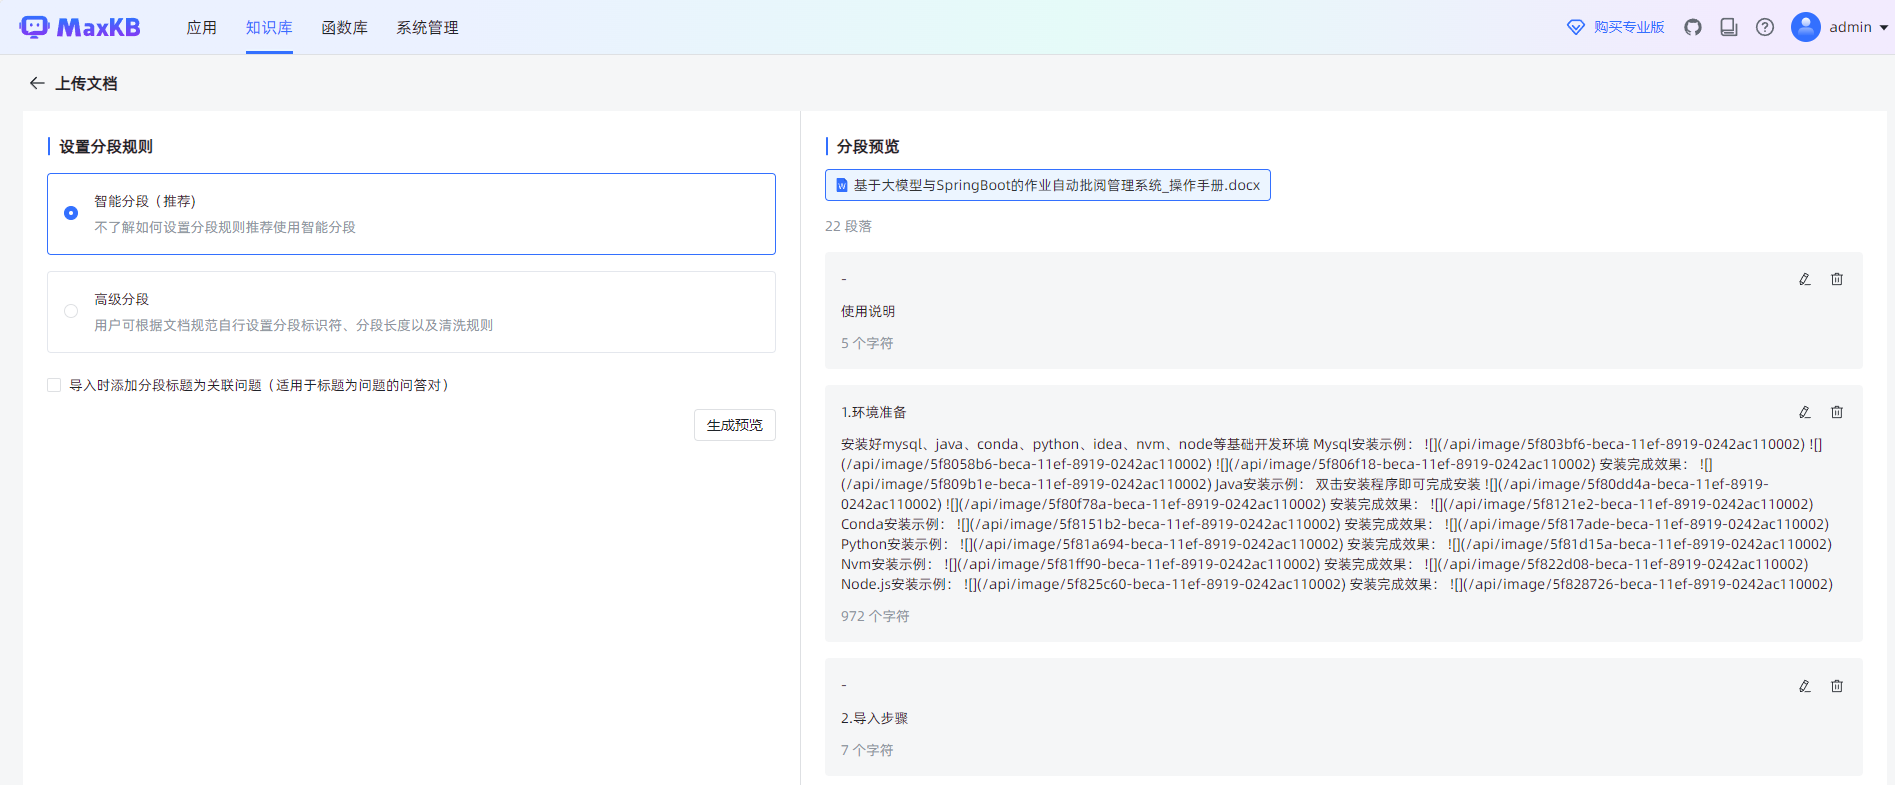 MaxKB
应用
知识库
函数库
系统管理
购买专业版
admin
上传文档
设置分段规则
智能分段（推荐)
不了解如何设置分段规则推荐使用智能分段
高级分段
用户可根据文档规范自行设置分段标识符、分段长度以及清洗规则
导入时添加分段标题为关联问题（适用于标题为问题的问答对）
生成预览
分段预览
基于大模型与SpringBoot的作业自动批阅管理系统_操作手册.docx
22 段落
-
使用说明
5 个字符
1.环境准备
安装好mysql、java、conda、python、idea、nvm、node等基础开发环境 Mysql安装示例： ![](/api/image/5f803bf6-beca-11ef-8919-0242ac110002) ![]
(/api/image/5f8058b6-beca-11ef-8919-0242ac110002) ![](/api/image/5f806f18-beca-11ef-8919-0242ac110002) 安装完成效果： ![]
(/api/image/5f809b1e-beca-11ef-8919-0242ac110002) Java安装示例： 双击安装程序即可完成安装 ![](/api/image/5f80dd4a-beca-11ef-8919-
0242ac110002) ![](/api/image/5f80f78a-beca-11ef-8919-0242ac110002) 安装完成效果： ![](/api/image/5f8121e2-beca-11ef-8919-0242ac110002)
Conda安装示例： ![](/api/image/5f8151b2-beca-11ef-8919-0242ac110002) 安装完成效果： ![](/api/image/5f817ade-beca-11ef-8919-0242ac110002)
Python安装示例： ![](/api/image/5f81a694-beca-11ef-8919-0242ac110002) 安装完成效果： ![](/api/image/5f81d15a-beca-11ef-8919-0242ac110002)
Nvm安装示例： ![](/api/image/5f81ff90-beca-11ef-8919-0242ac110002) 安装完成效果： ![](/api/image/5f822d08-beca-11ef-8919-0242ac110002)
Node.js安装示例： ![](/api/image/5f825c60-beca-11ef-8919-0242ac110002) 安装完成效果： ![](/api/image/5f828726-beca-11ef-8919-0242ac110002)
972 个字符
-
2.导入步骤
7 个字符